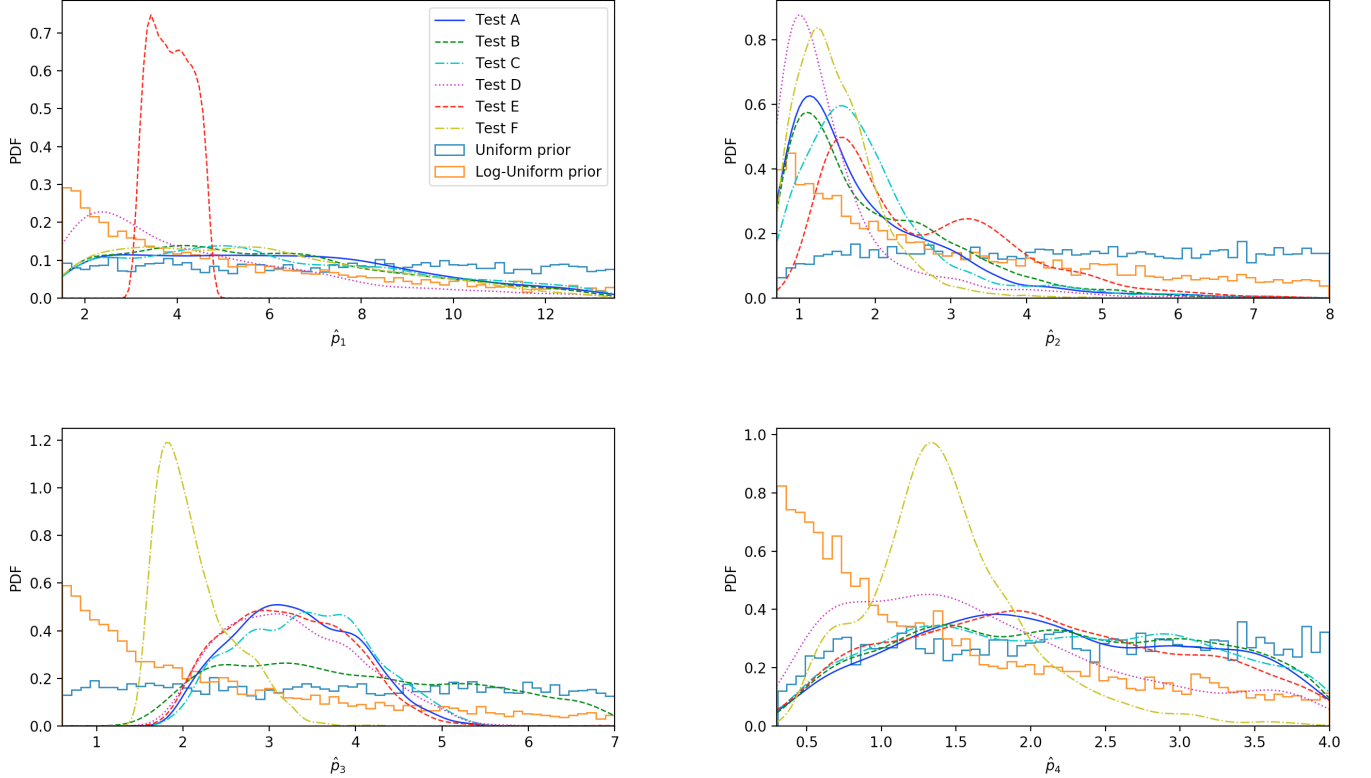 Test A
Test B
Test C
Test D
Test E
Test F
Uniform prior
Log-Uniform prior
PDF
0.7
0.6
0.5
0.4
0.3
0.2
0.1
0.0
2 4 6 8 10 12
p̂1
PDF
0.8
0.6
0.4
0.2
0.0
1 2 3 4 5 6 7 8
p̂2
PDF
1.2
1.0
0.8
0.6
0.4
0.2
0.0
1 2 3 4 5 6 7
p̂3
PDF
1.0
0.8
0.6
0.4
0.2
0.0
0.5 1.0 1.5 2.0 2.5 3.0 3.5 4.0
p̂4